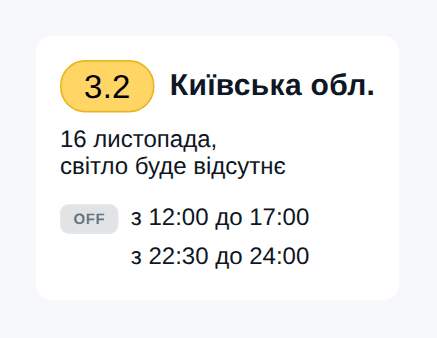 3.2 Київська обл.
16 листопада,
світло буде відсутнє
OFF з 12:00 до 17:00
з 22:30 до 24:00